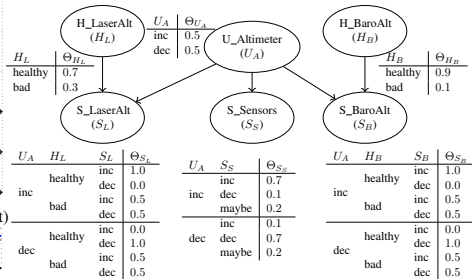 H_LaserAlt
(H_L)
U_A Θ_{U_A}
inc 0.5
dec 0.5
U_Altimeter
(U_A)
H_BaroAlt
(H_B)
H_L Θ_{H_L}
healthy 0.7
bad 0.3
H_B Θ_{H_B}
healthy 0.9
bad 0.1
S_LaserAlt
(S_L)
S_Sensors
(S_S)
S_BaroAlt
(S_B)
U_A H_L S_L Θ_{S_L}
inc healthy inc 1.0
dec 0.0
bad inc 0.5
dec 0.5
dec healthy inc 0.0
dec 1.0
bad inc 0.5
dec 0.5
U_A S_S Θ_{S_S}
inc inc 0.7
dec 0.1
maybe 0.2
dec inc 0.1
dec 0.7
maybe 0.2
U_A H_B S_B Θ_{S_B}
inc healthy inc 1.0
dec 0.0
bad inc 0.5
dec 0.5
dec healthy inc 0.0
dec 1.0
bad inc 0.5
dec 0.5